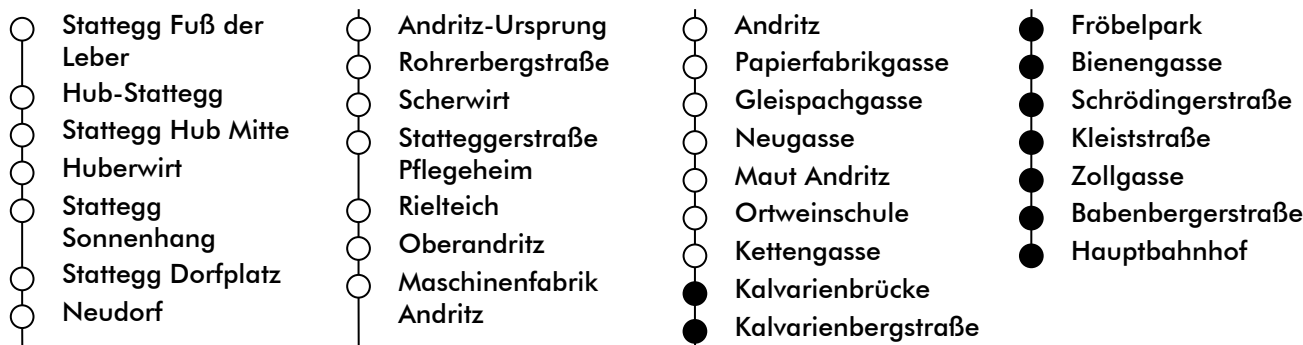 Stattegg Fuß der
Leber
Hub-Stattegg
Stattegg Hub Mitte
Huberwirt
Stattegg
Sonnenhang
Stattegg Dorfplatz
Neudorf
Andritz-Ursprung
Rohrerbergstraße
Scherwirt
Statteggerstraße
Pflegeheim
Rielteich
Oberandritz
Maschinenfabrik
Andritz
Andritz
Papierfabrikgasse
Gleispachgasse
Neugasse
Maut Andritz
Ortweinschule
Kettengasse
Kalvarienbrücke
Kalvarienbergstraße
Fröbelpark
Bienengasse
Schrödingerstraße
Kleiststraße
Zollgasse
Babenbergerstraße
Hauptbahnhof